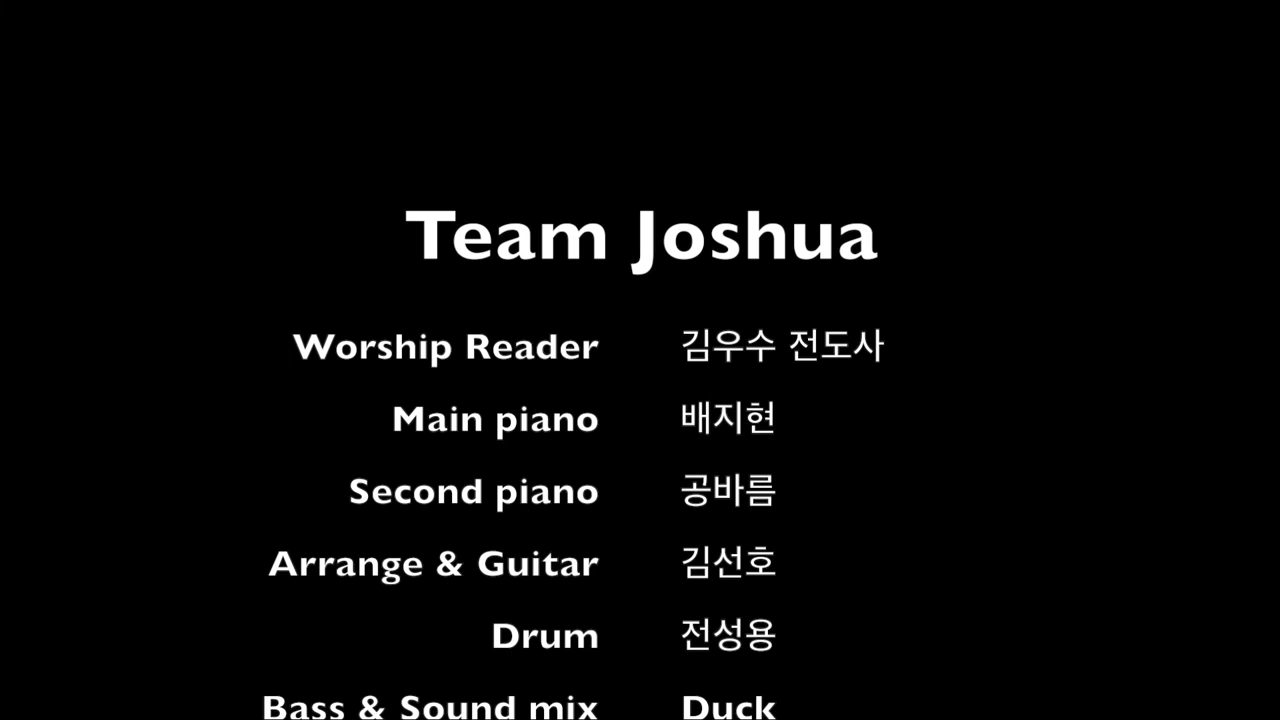 Team Joshua
Worship Reader 김우수 전도사
Main piano 배지현
Second piano 공바름
Arrange & Guitar 김선호
Drum 전성용
Bass & Sound mix Duck